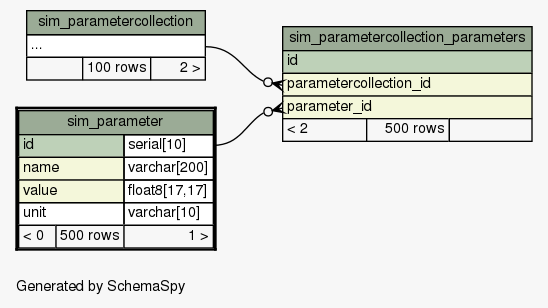 sim_parametercollection
...
100 rows 2 >
sim_parametercollection_parameters
id
parametercollection_id
parameter_id
< 2 500 rows
sim_parameter
id serial[10]
name varchar[200]
value float8[17,17]
unit varchar[10]
< 0 500 rows 1 >
Generated by SchemaSpy